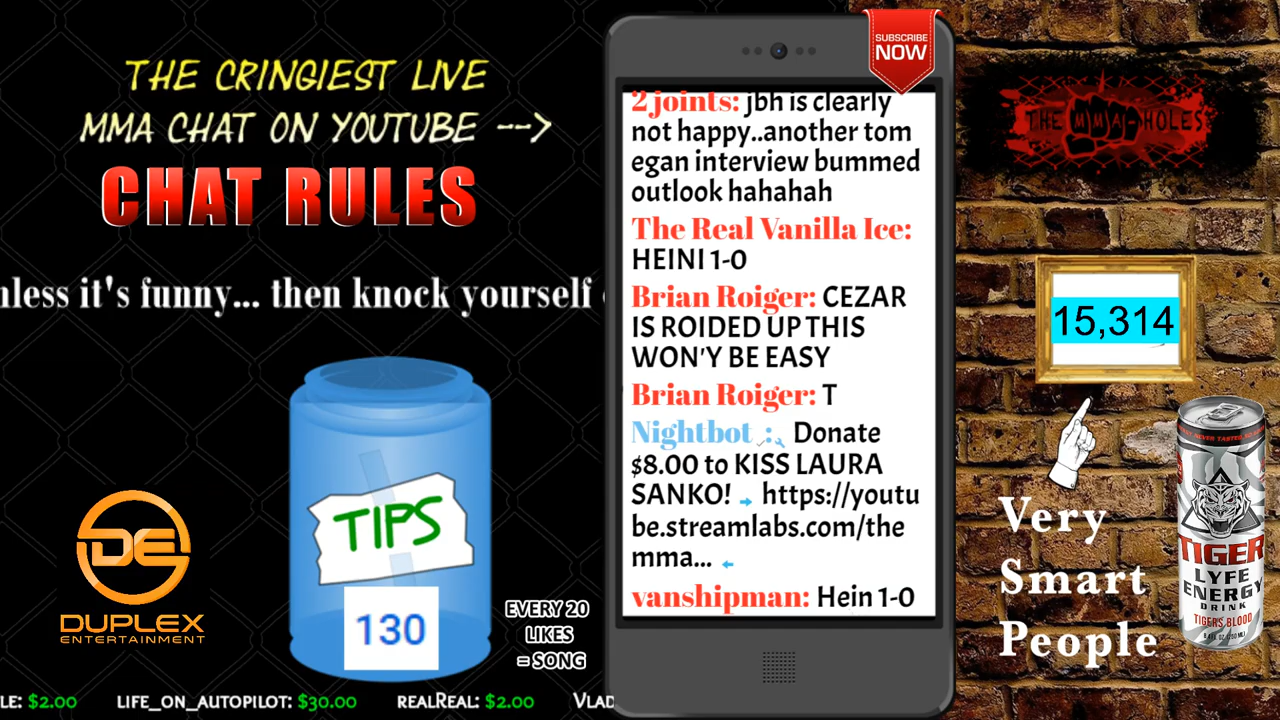 THE CRINGIEST LIVE
MMA CHAT ON YOUTUBE -->
CHAT RULES
nless it's funny... then knock yourself
TIPS
130
EVERY 20
LIKES
= SONG
DE
DUPLEX
ENTERTAINMENT
LE: $2.00 LIFE_ON_AUTOPILOT: $30.00 REALREAL: $2.00 VLAD
SUBSCRIBE
NOW
2 joints: jbh is clearly
not happy..another tom
egan interview bummed
outlook hahahah
The Real Vanilla Ice:
HEINI 1-0
Brian Roiger: CEZAR
IS ROIDED UP THIS
WON'Y BE EASY
Brian Roiger: T
Nightbot : Donate
$8.00 to KISS LAURA
SANKO! https://youtu
be.streamlabs.com/the
mma...
vanshipman: Hein 1-0
THE MMA-HOLES
15,314
Very
Smart
People
TIGER
LYFE
ENERGY
DRINK
TIGERS BLOOD